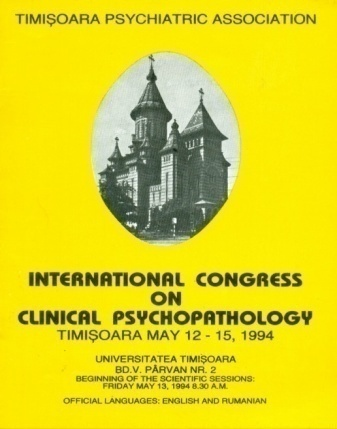 TIMIŞOARA PSYCHIATRIC ASSOCIATION
INTERNATIONAL CONGRESS
ON
CLINICAL PSYCHOPATHOLOGY
TIMIŞOARA MAY 12 - 15, 1994
UNIVERSITATEA TIMIŞOARA
BD.V. PÂRVAN NR. 2
BEGINNING OF THE SCIENTIFIC SESSIONS:
FRIDAY MAY 13, 1994 8.30 A.M.
OFFICIAL LANGUAGES: ENGLISH AND RUMANIAN